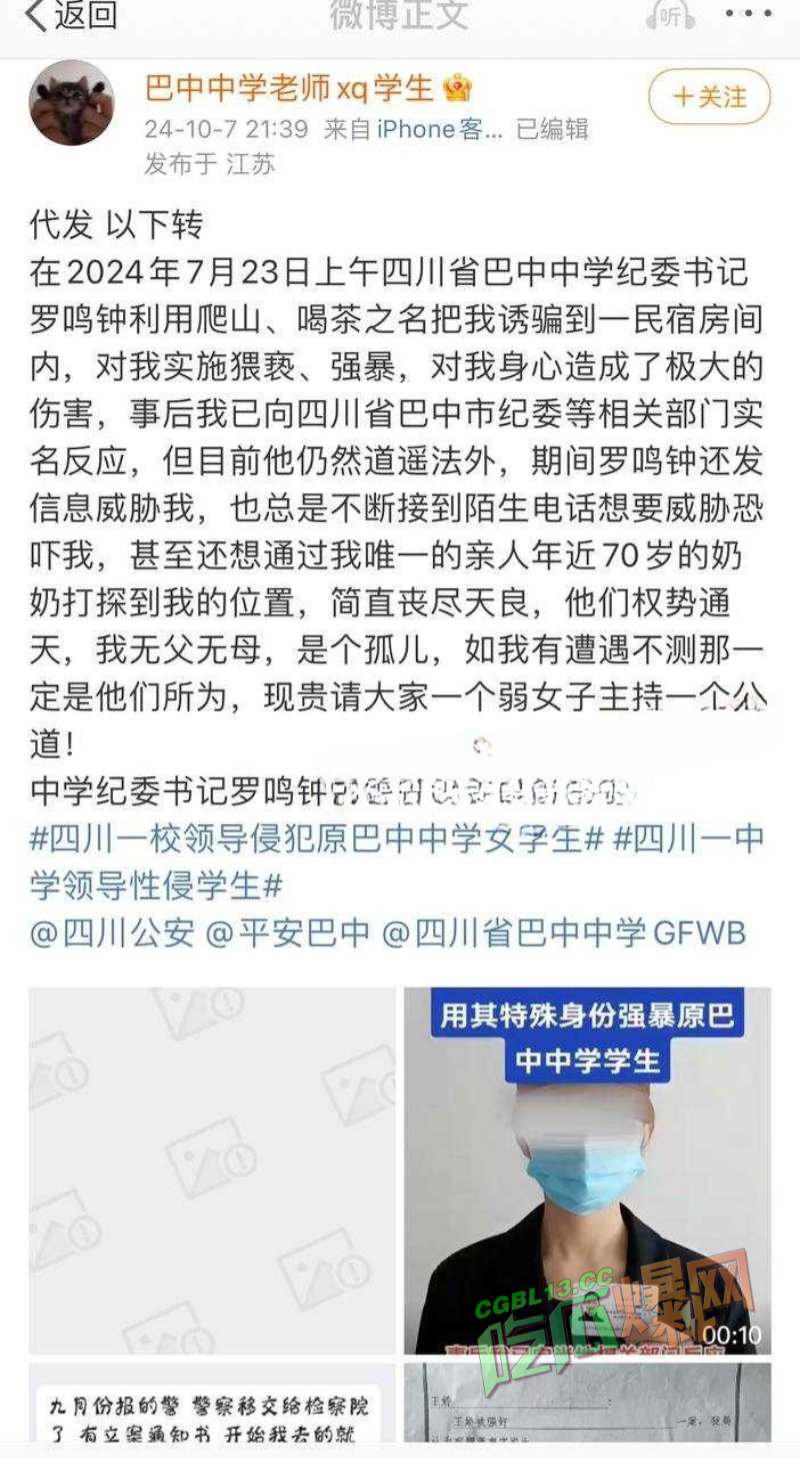 返回
微博正文
听
巴中中学老师xq学生
+关注
24-10-7 21:39 来自 iPhone客... 已编辑
发布于 江苏
代发 以下转
在2024年7月23日上午四川省巴中中学纪委书记
罗鸣钟利用爬山、喝茶之名把我诱骗到一民宿房间
内，对我实施猥亵、强暴，对我身心造成了极大的
伤害，事后我已向四川省巴中市纪委等相关部门实
名反应，但目前他仍然逍遥法外，期间罗鸣钟还发
信息威胁我，也总是不断接到陌生电话想要威胁恐
吓我，甚至还想通过我唯一的亲人年近70岁的奶
奶打探到我的位置，简直丧尽天良，他们权势通
天，我无父无母，是个孤儿，如我有遭遇不测那一
定是他们所为，现贵请大家一个弱女子主持一个公
道！
中学纪委书记罗鸣钟
#四川一校领导侵犯原巴中中学女学生# #四川一中
学领导性侵学生#
@四川公安 @平安巴中 @四川省巴中中学GFWB
用其特殊身份强暴原巴
中中学学生
CGBL13.CC
吃瓜爆网
00:10
九月份报的警 警察移交给检察院
了 有立案通知书 开始我去的就